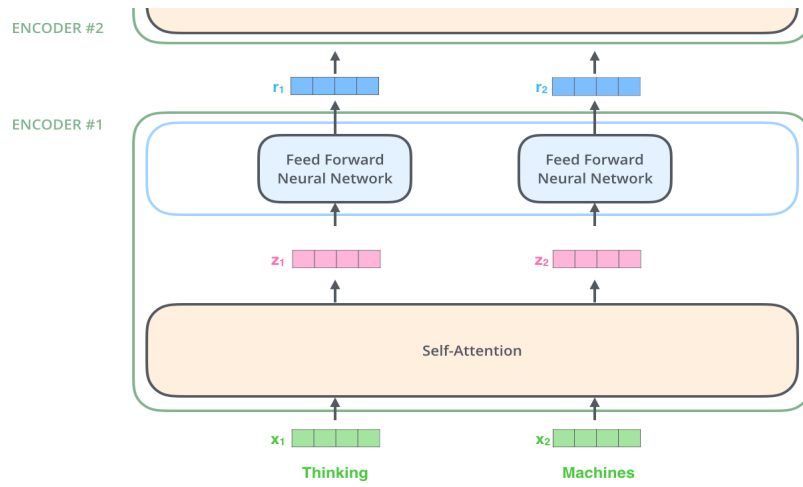 ENCODER #2
r1
r2
ENCODER #1
Feed Forward
Neural Network
Feed Forward
Neural Network
z1
z2
Self-Attention
x1
x2
Thinking
Machines